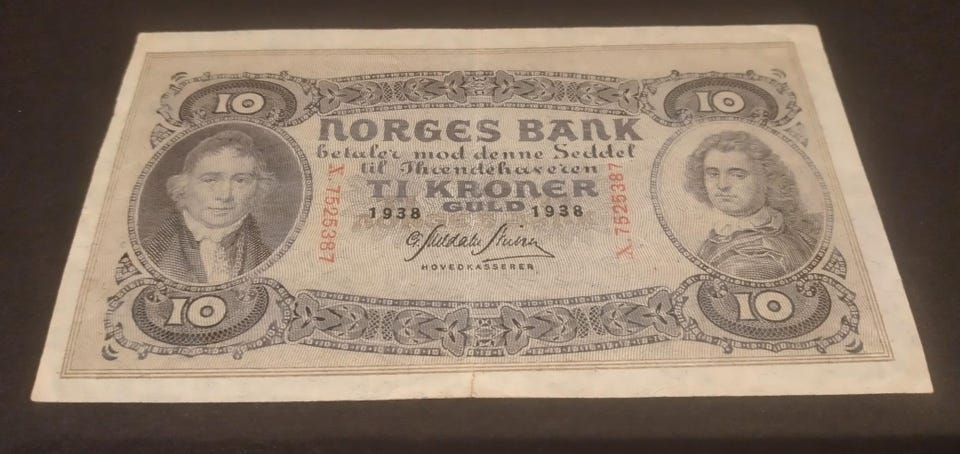 10 10
NORGES BANK
betaler mod denne Seddel
til Ihændehaveren
TI KRONER
GULD
1938 1938
X.7525387 X.7525387
HOVEDKASSERER
10 10